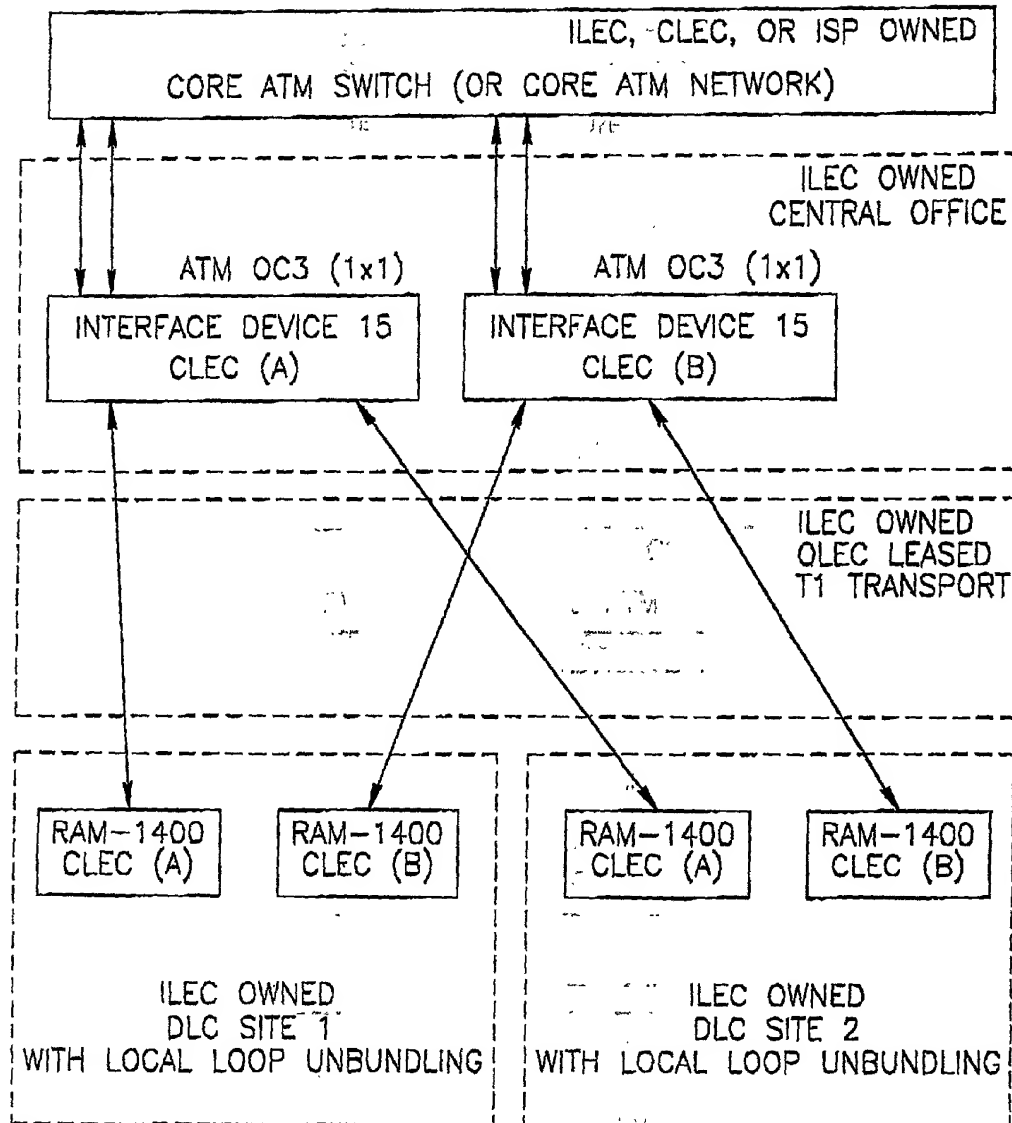 ILEC, CLEC, OR ISP OWNED
CORE ATM SWITCH (OR CORE ATM NETWORK)
ILEC OWNED
CENTRAL OFFICE
ATM OC3 (1x1)
ATM OC3 (1x1)
INTERFACE DEVICE 15
CLEC (A)
INTERFACE DEVICE 15
CLEC (B)
ILEC OWNED
OLEC LEASED
T1 TRANSPORT
RAM-1400
CLEC (A)
RAM-1400
CLEC (B)
RAM-1400
CLEC (A)
RAM-1400
CLEC (B)
ILEC OWNED
DLC SITE 1
WITH LOCAL LOOP UNBUNDLING
ILEC OWNED
DLC SITE 2
WITH LOCAL LOOP UNBUNDLING